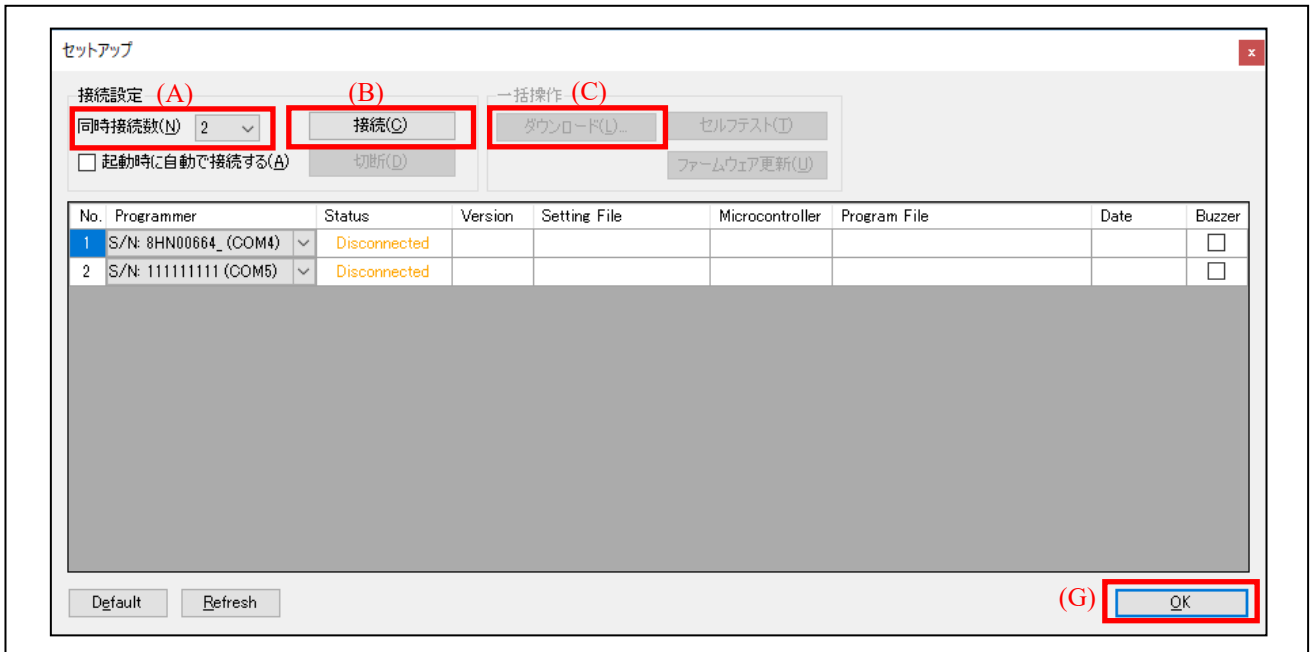 セットアップ x
接続設定 (A) (B) 一括操作 (C)
同時接続数(N) 2 接続(C) ダウンロード(L)... セルフテスト(T)
起動時に自動で接続する(A) 切断(D) ファームウェア更新(U)
No. Programmer Status Version Setting File Microcontroller Program File Date Buzzer
1 S/N: 8HN00664_ (COM4) Disconnected
2 S/N: 111111111 (COM5) Disconnected
Default Refresh (G) OK